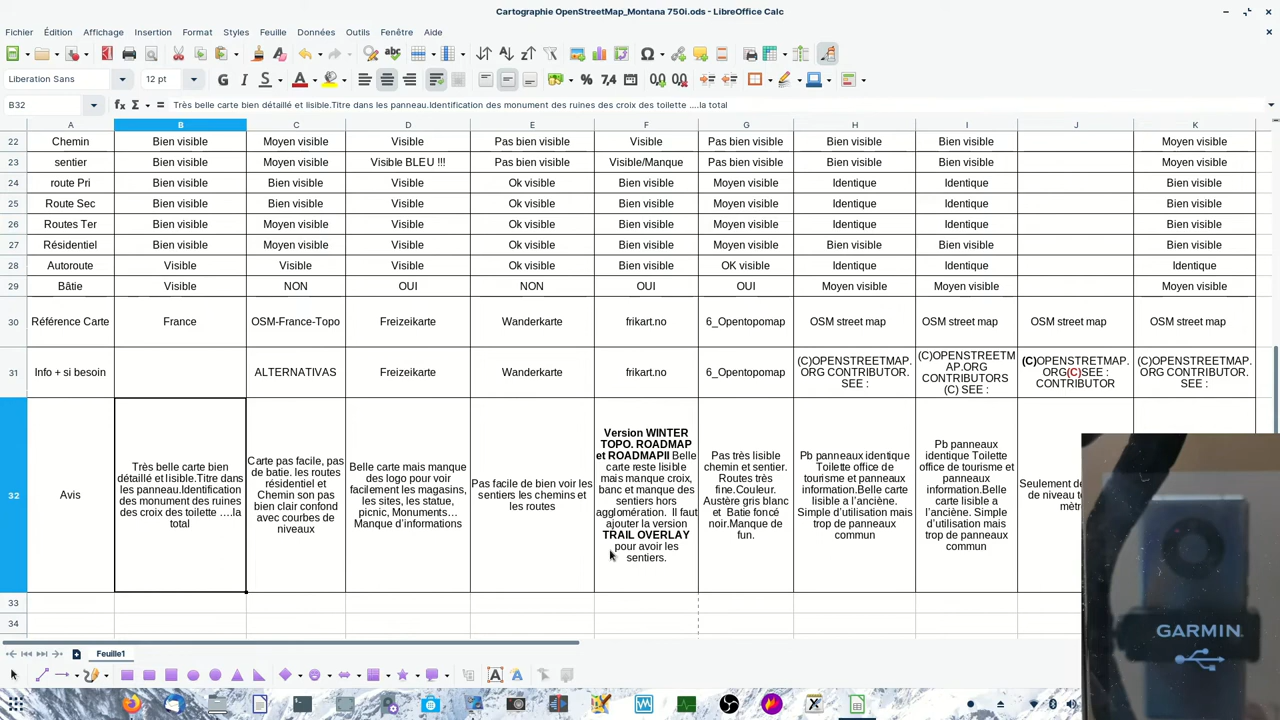 Cartographie OpenStreetMap_Montana 750i.ods - LibreOffice Calc
Fichier Édition Affichage Insertion Format Styles Feuille Données Outils Fenêtre Aide
Liberation Sans 12 pt
B32 Très belle carte bien détaillé et lisible.Titre dans les panneau.Identification des monument des ruines des croix des toilette ….la total
A B C D E F G H I J K
22 Chemin Bien visible Moyen visible Visible Pas bien visible Visible Pas bien visible Bien visible Bien visible Moyen visible
23 sentier Bien visible Moyen visible Visible BLEU !!! Pas bien visible Visible/Manque Pas bien visible Bien visible Bien visible Moyen visible
24 route Pri Bien visible Bien visible Visible Ok visible Bien visible Moyen visible Identique Identique Bien visible
25 Route Sec Bien visible Bien visible Visible Ok visible Bien visible Moyen visible Identique Identique Bien visible
26 Routes Ter Bien visible Moyen visible Visible Ok visible Bien visible Moyen visible Identique Identique Bien visible
27 Résidentiel Bien visible Moyen visible Visible Ok visible Bien visible Moyen visible Bien visible Bien visible Bien visible
28 Autoroute Visible Visible Visible Ok visible Bien visible OK visible Identique Identique Identique
29 Bâtie Visible NON OUI NON OUI OUI Moyen visible Moyen visible Moyen visible
30 Référence Carte France OSM-France-Topo Freizeikarte Wanderkarte frikart.no 6_Opentopomap OSM street map OSM street map OSM street map OSM street map
31 Info + si besoin ALTERNATIVAS Freizeikarte Wanderkarte frikart.no 6_Opentopomap
(C)OPENSTREETMAP.
ORG CONTRIBUTOR.
SEE :
(C)OPENSTREETM
AP.ORG
CONTRIBUTORS
(C) SEE :
(C)OPENSTRETMAP.
ORG(C)SEE :
CONTRIBUTOR
(C)OPENSTREETMAP.
ORG CONTRIBUTOR.
SEE :
32 Avis
Très belle carte bien
détaillé et lisible.Titre dans
les panneau.Identification
des monument des ruines
des croix des toilette ….la
total
Carte pas facile, pas
de batie. les routes
résidentiel et
Chemin son pas
bien clair confond
avec courbes de
niveaux
Belle carte mais manque
des logo pour voir
facilement les magasins,
les sites, les statue,
picnic, Monuments…
Manque d'informations
Pas facile de bien voir les
sentiers les chemins et
les routes
Version WINTER
TOPO. ROADMAP
et ROADMAPII Belle
carte reste lisible
mais manque croix,
banc et manque des
sentiers hors
agglomération. Il faut
ajouter la version
TRAIL OVERLAY
pour avoir les
sentiers.
Pas très lisible
chemin et sentier.
Routes très
fine.Couleur.
Austère gris blanc
et Batie foncé
noir.Manque de
fun.
Pb panneaux identique
Toilette office de
tourisme et panneaux
information.Belle carte
lisible a l'anciène.
Simple d'utilisation mais
trop de panneaux
commun
Pb panneaux
identique Toilette
office de tourisme et
panneaux
information.Belle
carte lisible a
l'anciène. Simple
d'utilisation mais
trop de panneaux
commun
Seulement
de niveau
33
34
Feuille1
GARMIN